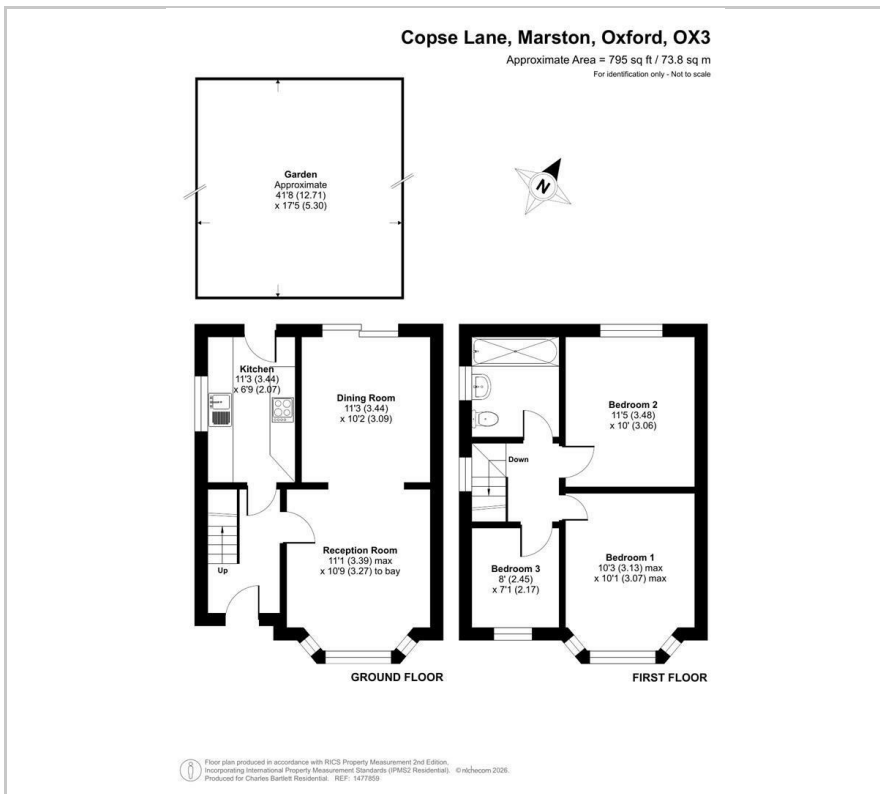 Copse Lane, Marston, Oxford, OX3
Approximate Area = 795 sq ft / 73.8 sq m
For identification only - Not to scale
Garden
Approximate
41'8 (12.71)
x 17'5 (5.30)
N
Kitchen
11'3 (3.44)
x 6'9 (2.07)
Dining Room
11'3 (3.44)
x 10'2 (3.09)
Reception Room
11'1 (3.39) max
x 10'9 (3.27) to bay
Up
GROUND FLOOR
Bedroom 2
11'5 (3.48)
x 10' (3.06)
Down
Bedroom 3
8' (2.45)
x 7'1 (2.17)
Bedroom 1
10'3 (3.13) max
x 10'1 (3.07) max
FIRST FLOOR
Floor plan produced in accordance with RICS Property Measurement 2nd Edition,
Incorporating International Property Measurement Standards (IPMS2 Residential). © nichecom 2026.
Produced for Charles Bartlett Residential. REF: 1477859